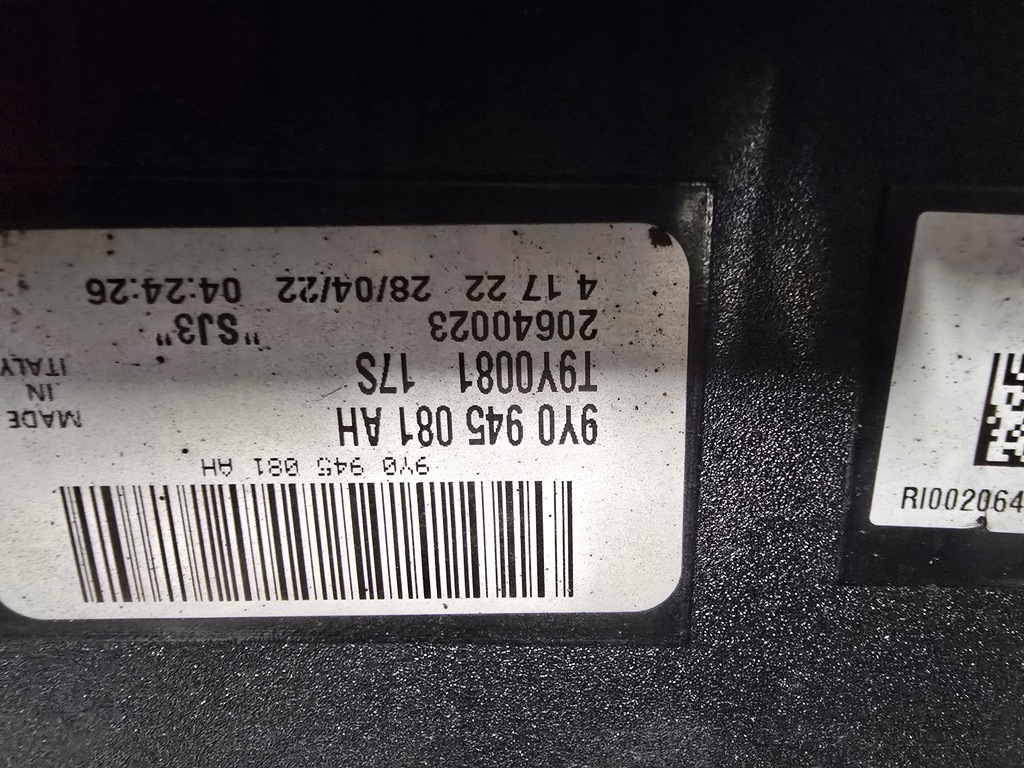 9Y0 945 081 AH
9Y0 945 081 AH
MADE
IN
ITALY
T9Y0081 17S
20640023 "SJ3"
4 17 22 28/04/22 04:24:26
RI002064